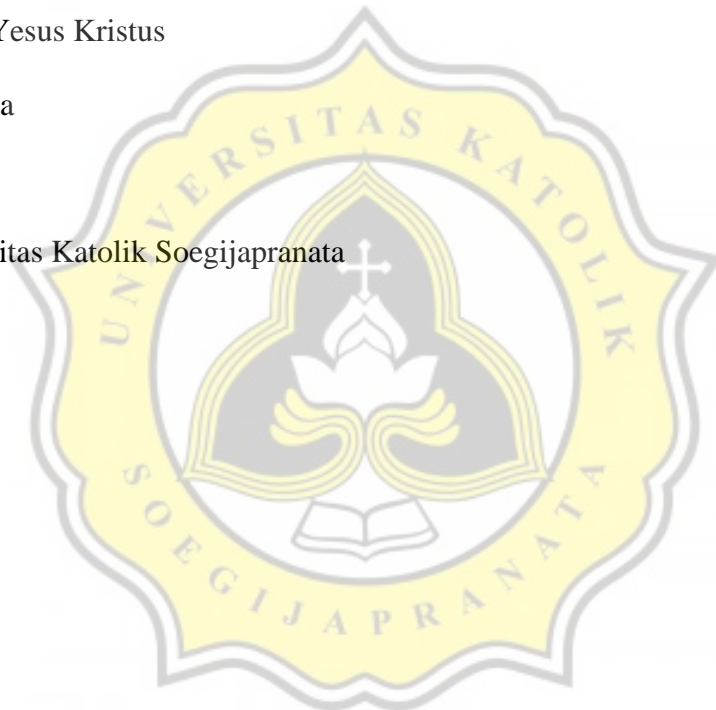 Yesus Kristus
a
itas Katolik Soegijapranata
UNIVERSITAS KATOLIK
SOEGIJAPRANATA